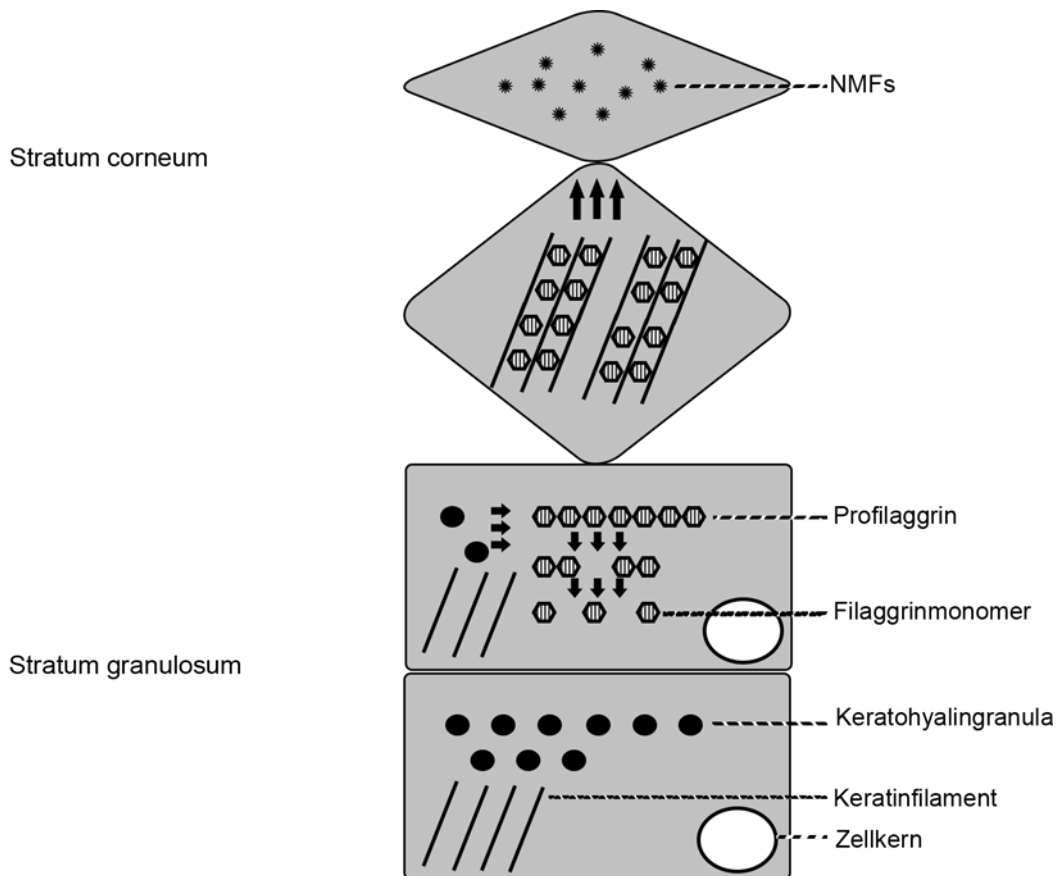 NMFs
Stratum corneum
Profilaggrin
Filaggrinmonomer
Stratum granulosum
Keratohyalingranula
Keratinfilament
Zellkern